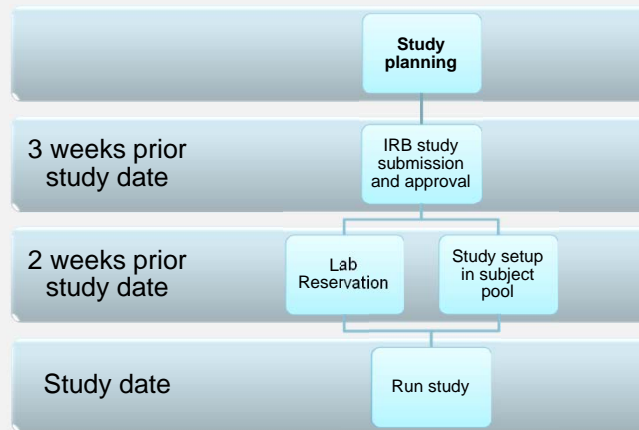 Study
planning
3 weeks prior
study date
IRB study
submission
and approval
2 weeks prior
study date
Lab
Reservation
Study setup
in subject
pool
Study date
Run study